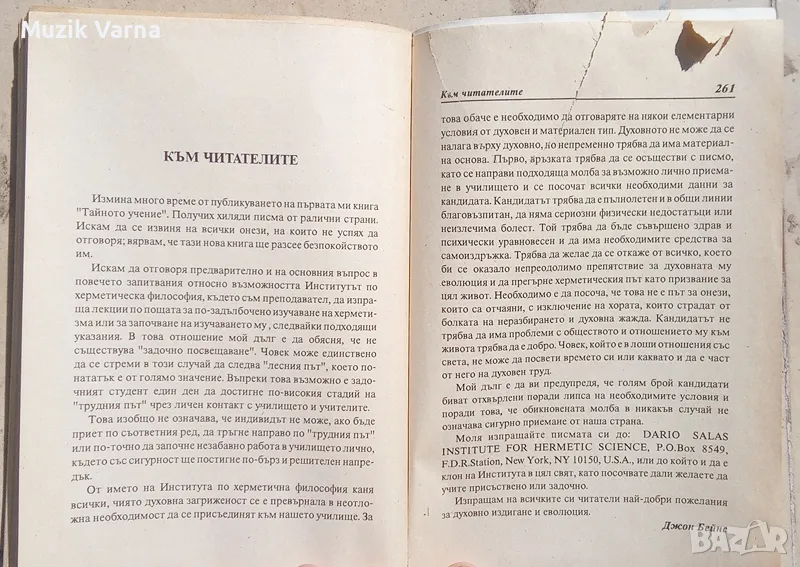 Muzik Varna
КЪМ ЧИТАТЕЛИТЕ
Измина много време от публикуването на първата ми книга
"Тайното учение". Получих хиляди писма от ралични страни.
Искам да се извиня на всички онези, на които не успях да
отговоря; вярвам, че тази нова книга ще разсее безпокойството
им.
Искам да отговоря предварително и на основния въпрос в
повечето запитвания относно възможността Институтът по
херметическа философия, където съм преподавател, да изпра-
ща лекции по пощата за по-задълбочено изучаване на хермети-
зма или за започване на изучаването му, следвайки подходящи
указания. В това отношение мой дълг е да обясня, че не
съществува "задочно посвещаване". Човек може единствено
да се стреми в този случай да следва "лесния път", което по-
нататък е от голямо значение. Въпреки това възможно е задо-
чният студент един ден да достигне по-високия стадий на
"трудния път" чрез личен контакт с училището и учителите.
Това изобщо не означава, че индивидът не може, ако бъде
приет по съответния ред, да тръгне направо по "трудния път"
или по-точно да започне незабавно работа в училището лично,
където със сигурност ще постигне по-бърз и решителен напре-
дък.
От името на Института по херметична философия каня
всички, чиято духовна загриженост се е превърнала в неотло-
жна необходимост да се присъединят към нашето училище. За
Към читателите 261
това обаче е необходимо да отговаряте на някои елементарни
условия от духовен и материален тип. Духовното не може да се
налага върху духовно, но непременно трябва да има материал-
на основа. Първо, връзката трябва да се осъществи с писмо,
като се направи подходяща молба за възможно лично приема-
не в училището и се посочат всички необходими данни за
кандидата. Кандидатът трябва да е пълнолетен и в общи линии
благовъзпитан, да няма сериозни физически недостатъци или
неизлечима болест. Той трябва да бъде съвършено здрав и
психически уравновесен и да има необходимите средства за
самоиздръжка. Трябва да желае да се откаже от всичко, което
би се оказало непреодолимо препятствие за духовната му
еволюция и да прегърне херметическия път като призвание за
цял живот. Необходимо е да посоча, че това не е път за онези,
които са отчаяни, с изключение на хората, които страдат от
болката на неразбирането и духовна жажда. Кандидатът не
трябва да има проблеми с обществото и отношението му към
живота трябва да е добро. Човек, който е в лоши отношения със
света, не може да посвети времето си или каквато и да е част
от него на духовен труд.
Мой дълг е да ви предупредя, че голям брой кандидати
биват отхвърлени поради липса на необходимите условия и
поради това, че обикновената молба в никакъв случай не
означава сигурно приемане от наша страна.
Моля изпращайте писмата си до: DARIO SALAS
INSTITUTE FOR HERMETIC SCIENCE, P.O.Box 8549,
F.D.R.Station, New York, NY 10150, U.S.A., или до който и да е
клон на Института в цял свят, като посочвате дали желаете да
учите присъствено или задочно.
Изпращам на всичките си читатели най-добри пожелания
за духовно издигане и еволюция.
Джон Бейнс
BAZAR